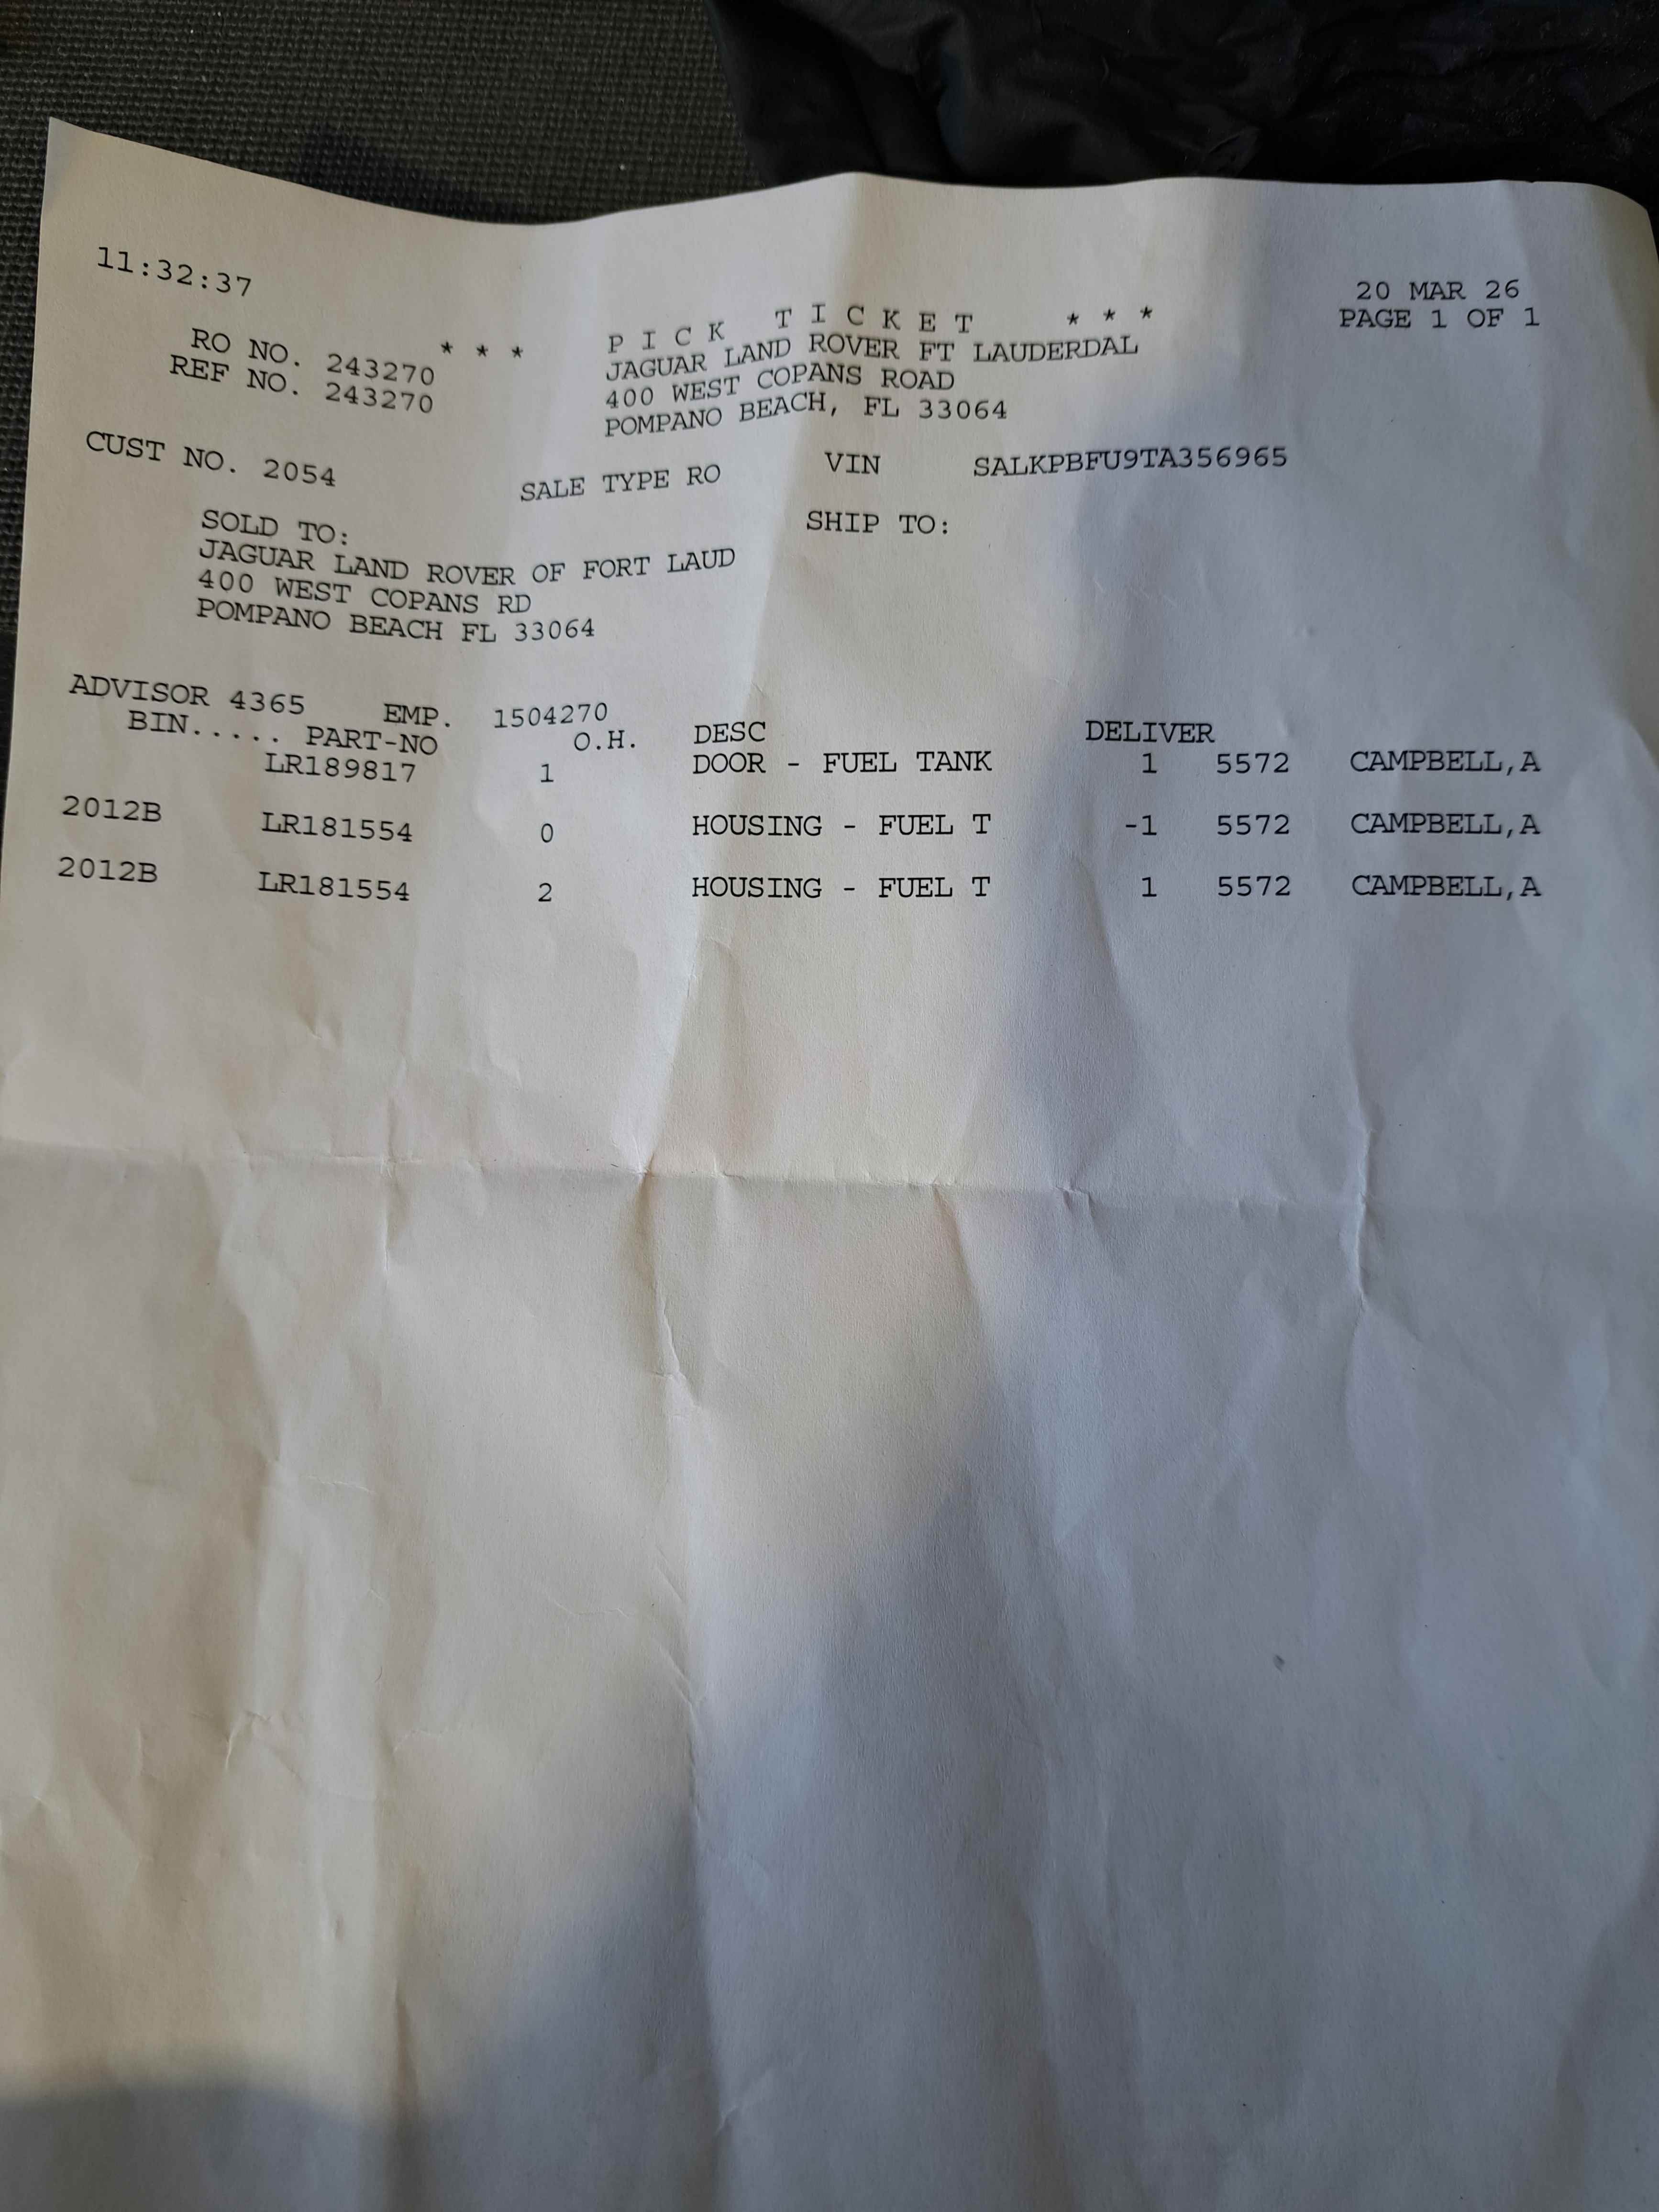 11:32:37
20 MAR 26
* * * PICK TICKET * * *
PAGE 1 OF 1
RO NO. 243270
JAGUAR LAND ROVER FT LAUDERDAL
REF NO. 243270
400 WEST COPANS ROAD
POMPANO BEACH, FL 33064
CUST NO. 2054 SALE TYPE RO VIN SALKPBFU9TA356965
SOLD TO: SHIP TO:
JAGUAR LAND ROVER OF FORT LAUD
400 WEST COPANS RD
POMPANO BEACH FL 33064
ADVISOR 4365 EMP. 1504270
BIN..... PART-NO O.H. DESC DELIVER
LR189817 1 DOOR - FUEL TANK 1 5572 CAMPBELL,A
2012B LR181554 0 HOUSING - FUEL T -1 5572 CAMPBELL,A
2012B LR181554 2 HOUSING - FUEL T 1 5572 CAMPBELL,A